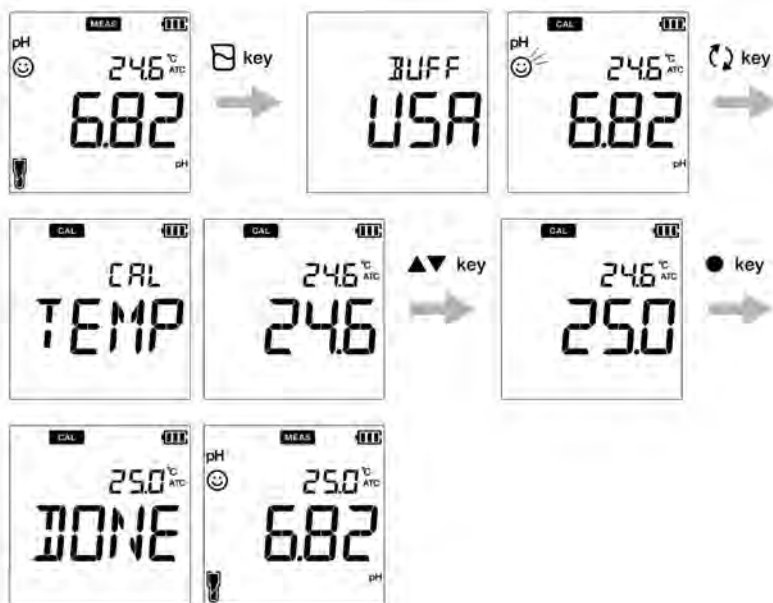 MEAS
pH
24.6 °C
ATC
6.82
pH
key
BUFF
USA
CAL
pH
24.6 °C
ATC
6.82
pH
key
CAL
CAL
TEMP
CAL
24.6 °C
ATC
24.6
▲▼ key
CAL
24.6 °C
ATC
25.0
● key
CAL
25.0 °C
ATC
DONE
MEAS
pH
25.0 °C
ATC
6.82
pH